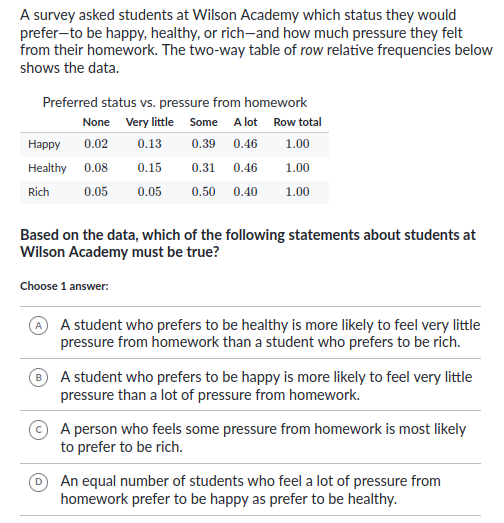 A survey asked students at Wilson Academy which status they would
prefer—to be happy, healthy, or rich—and how much pressure they felt
from their homework. The two-way table of row relative frequencies below
shows the data.
Preferred status vs. pressure from homework
None Very little Some A lot Row total
Happy 0.02 0.13 0.39 0.46 1.00
Healthy 0.08 0.15 0.31 0.46 1.00
Rich 0.05 0.05 0.50 0.40 1.00
Based on the data, which of the following statements about students at
Wilson Academy must be true?
Choose 1 answer:
A A student who prefers to be healthy is more likely to feel very little
pressure from homework than a student who prefers to be rich.
B A student who prefers to be happy is more likely to feel very little
pressure than a lot of pressure from homework.
C A person who feels some pressure from homework is most likely
to prefer to be rich.
D An equal number of students who feel a lot of pressure from
homework prefer to be happy as prefer to be healthy.